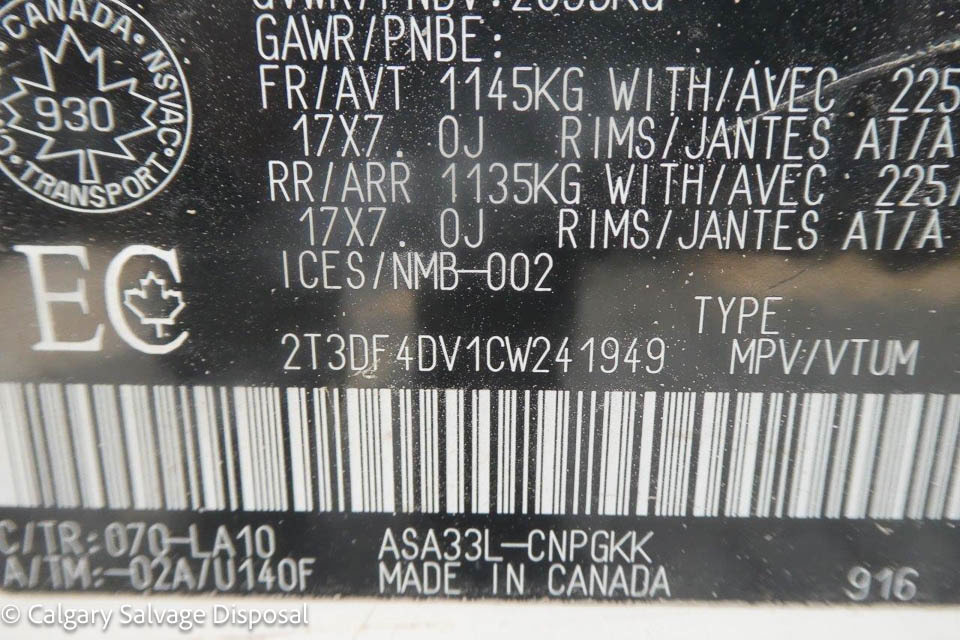 CANADA NSVAC
930
TRANSPORT
GAWR/PNBE:
FR/AVT 1145KG WITH/AVEC 225
17X7.0J RIMS/JANTES AT/A
RR/ARR 1135KG WITH/AVEC 225/
17X7.0J RIMS/JANTES AT/A
ICES/NMB-002
EC
TYPE
2T3DF4DV1CW241949 MPV/VTUM
C/TR:070-LA10 ASA33L-CNPGKK
A/TM:-02A/U140F MADE IN CANADA 916
© Calgary Salvage Disposal